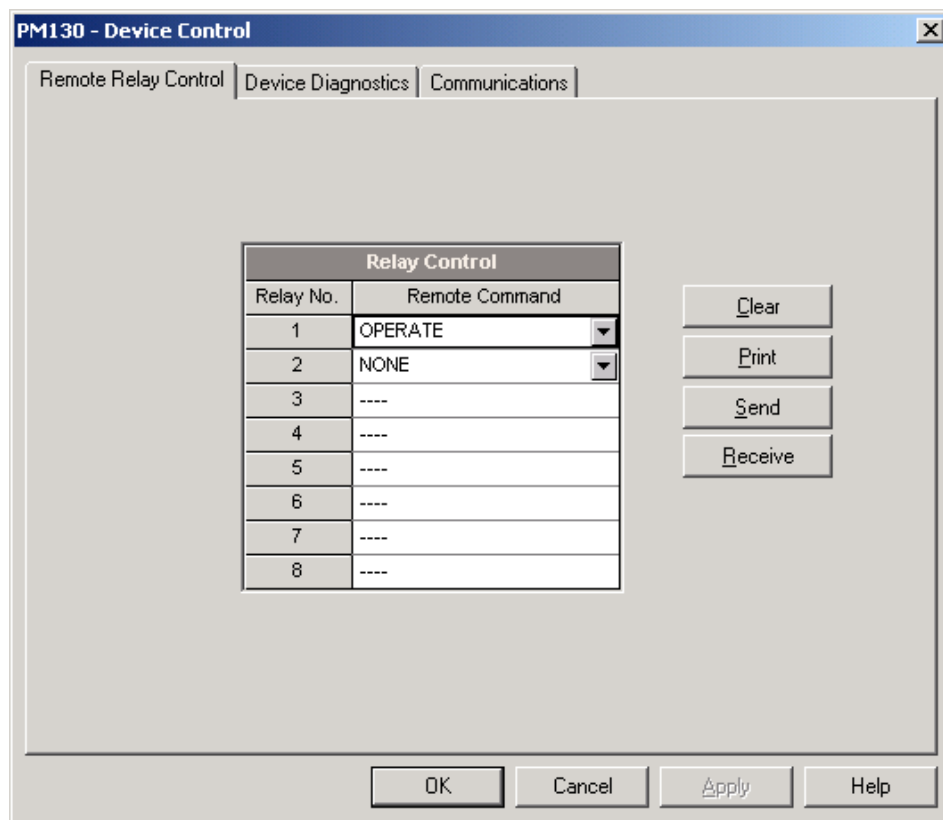 PM130 - Device Control
Remote Relay Control Device Diagnostics Communications
Relay Control
Relay No. Remote Command
1 OPERATE
2 NONE
3 ----
4 ----
5 ----
6 ----
7 ----
8 ----
Clear
Print
Send
Receive
OK Cancel Apply Help